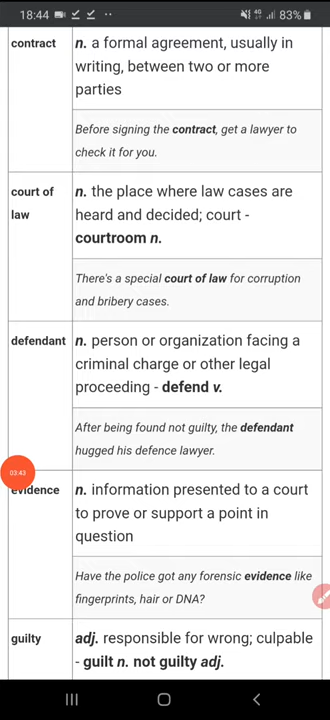 18:44
4G
83%
contract
n. a formal agreement, usually in
writing, between two or more
parties
Before signing the contract, get a lawyer to
check it for you.
court of
law
n. the place where law cases are
heard and decided; court -
courtroom n.
There's a special court of law for corruption
and bribery cases.
defendant
n. person or organization facing a
criminal charge or other legal
proceeding - defend v.
After being found not guilty, the defendant
hugged his defence lawyer.
03:43
evidence
n. information presented to a court
to prove or support a point in
question
Have the police got any forensic evidence like
fingerprints, hair or DNA?
guilty
adj. responsible for wrong; culpable
- guilt n. not guilty adj.